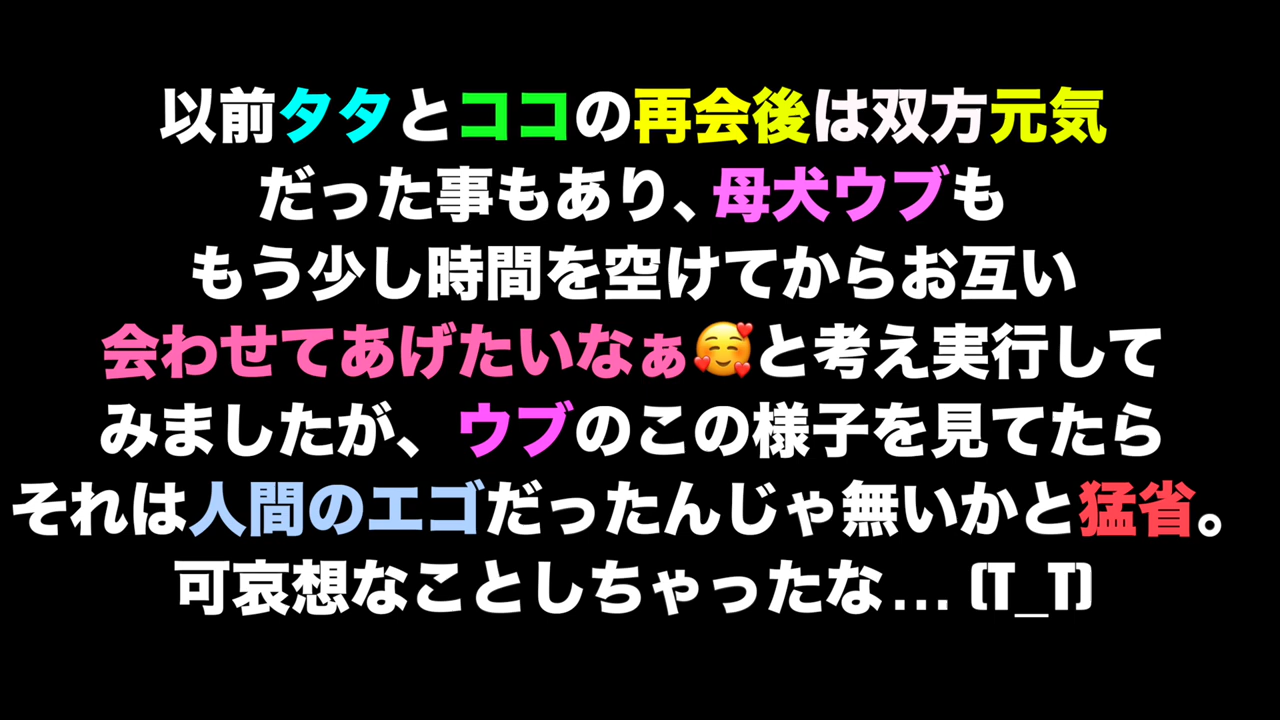 以前タタとココの再会後は双方元気
だった事もあり、母犬ウブも
もう少し時間を空けてからお互い
会わせてあげたいなぁ🥰と考え実行して
みましたが、ウブのこの様子を見てたら
それは人間のエゴだったんじゃ無いかと猛省。
可哀想なことしちゃったな…(T_T)